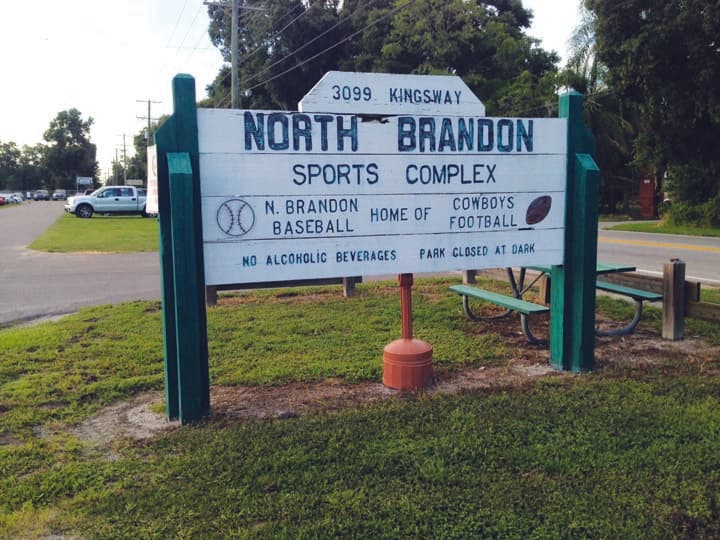 3099 KINGSWAY
NORTH BRANDON
SPORTS COMPLEX
N. BRANDON
BASEBALL
HOME OF
COWBOYS
FOOTBALL
NO ALCOHOLIC BEVERAGES PARK CLOSED AT DARK